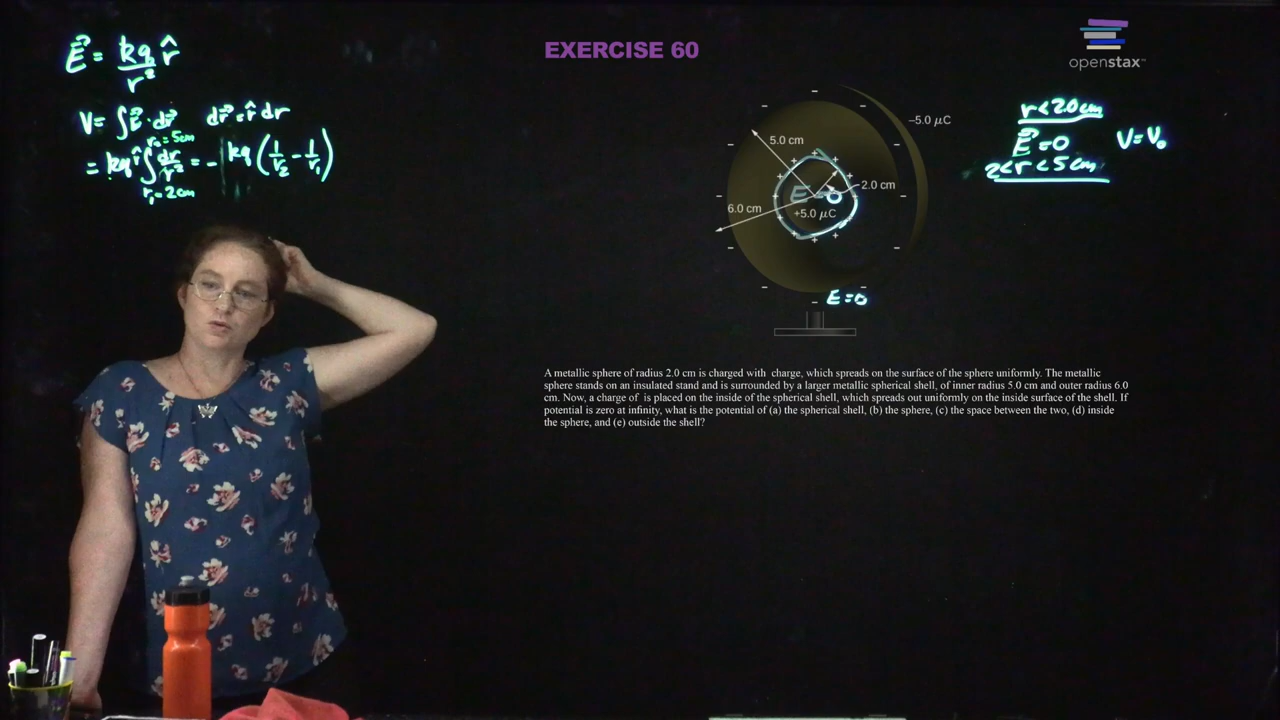 E⃗ = kq/r² r̂
V = ∫E⃗·dr⃗ dr⃗ = r̂ dr
r₂ = 5cm
= kq r̂ ∫ dr/r² = - kq (1/r₂ - 1/r₁)
r₁ = 2cm
EXERCISE 60
openstax™
-5.0 μC
5.0 cm
2.0 cm
E=0
6.0 cm
+5.0 μC
E=0
r<2.0cm
E⃗=0 V=V₀
2<r<5cm
A metallic sphere of radius 2.0 cm is charged with charge, which spreads on the surface of the sphere uniformly. The metallic
sphere stands on an insulated stand and is surrounded by a larger metallic spherical shell, of inner radius 5.0 cm and outer radius 6.0
cm. Now, a charge of is placed on the inside of the spherical shell, which spreads out uniformly on the inside surface of the shell. If
potential is zero at infinity, what is the potential of (a) the spherical shell, (b) the sphere, (c) the space between the two, (d) inside
the sphere, and (e) outside the shell?